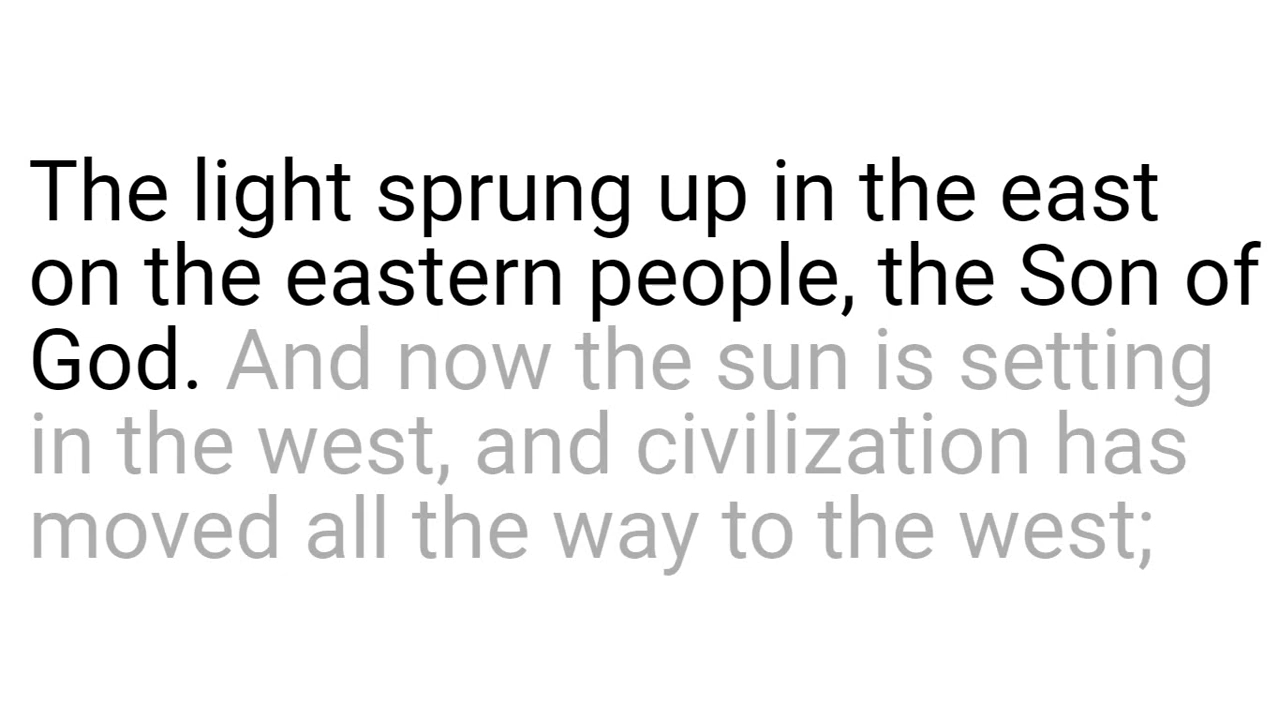 The light sprung up in the east
on the eastern people, the Son of
God. And now the sun is setting
in the west, and civilization has
moved all the way to the west;